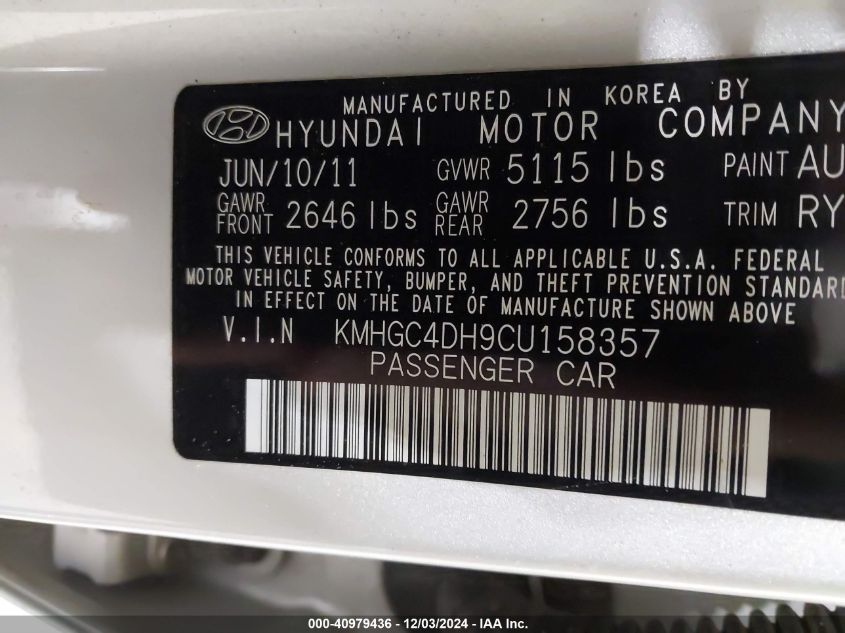 MANUFACTURED IN KOREA BY
HYUNDAI MOTOR COMPANY
JUN/10/11 GVWR 5115 lbs PAINT AU
GAWR FRONT 2646 lbs GAWR REAR 2756 lbs TRIM RY
THIS VEHICLE CONFORMS TO ALL APPLICABLE U.S.A. FEDERAL
MOTOR VEHICLE SAFETY, BUMPER, AND THEFT PREVENTION STANDARD
IN EFFECT ON THE DATE OF MANUFACTURE SHOWN ABOVE
V.I.N KMHGC4DH9CU158357
PASSENGER CAR
000-40979436 - 12/03/2024 - IAA Inc.